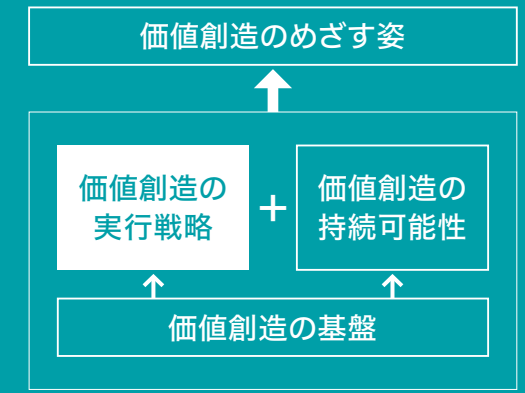 価値創造のめざす姿
価値創造の
実行戦略
+
価値創造の
持続可能性
価値創造の基盤